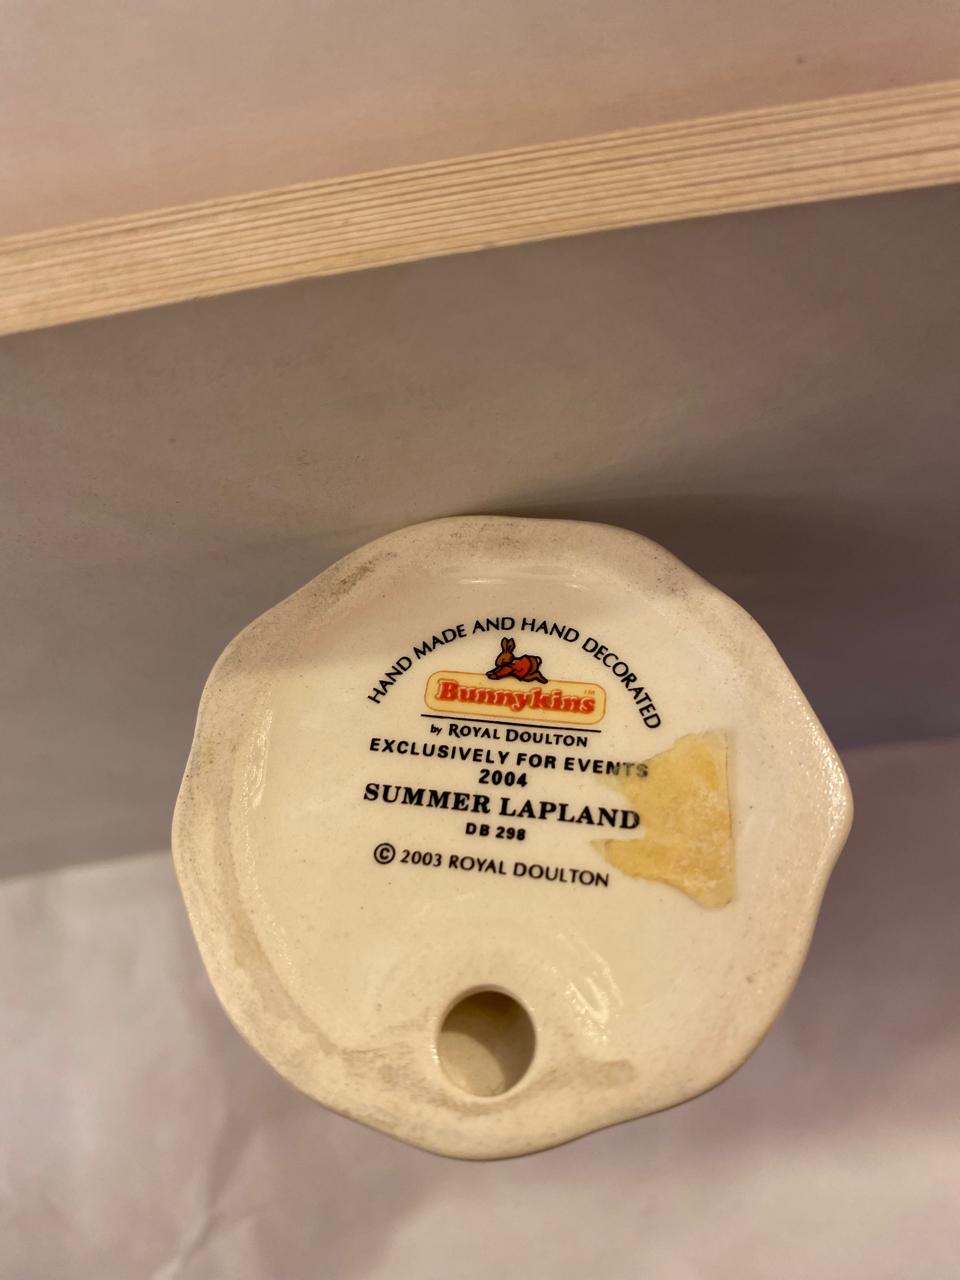 HAND MADE AND HAND DECORATED
Bunnykins TM
by ROYAL DOULTON
EXCLUSIVELY FOR EVENTS
2004
SUMMER LAPLAND
DB 298
© 2003 ROYAL DOULTON